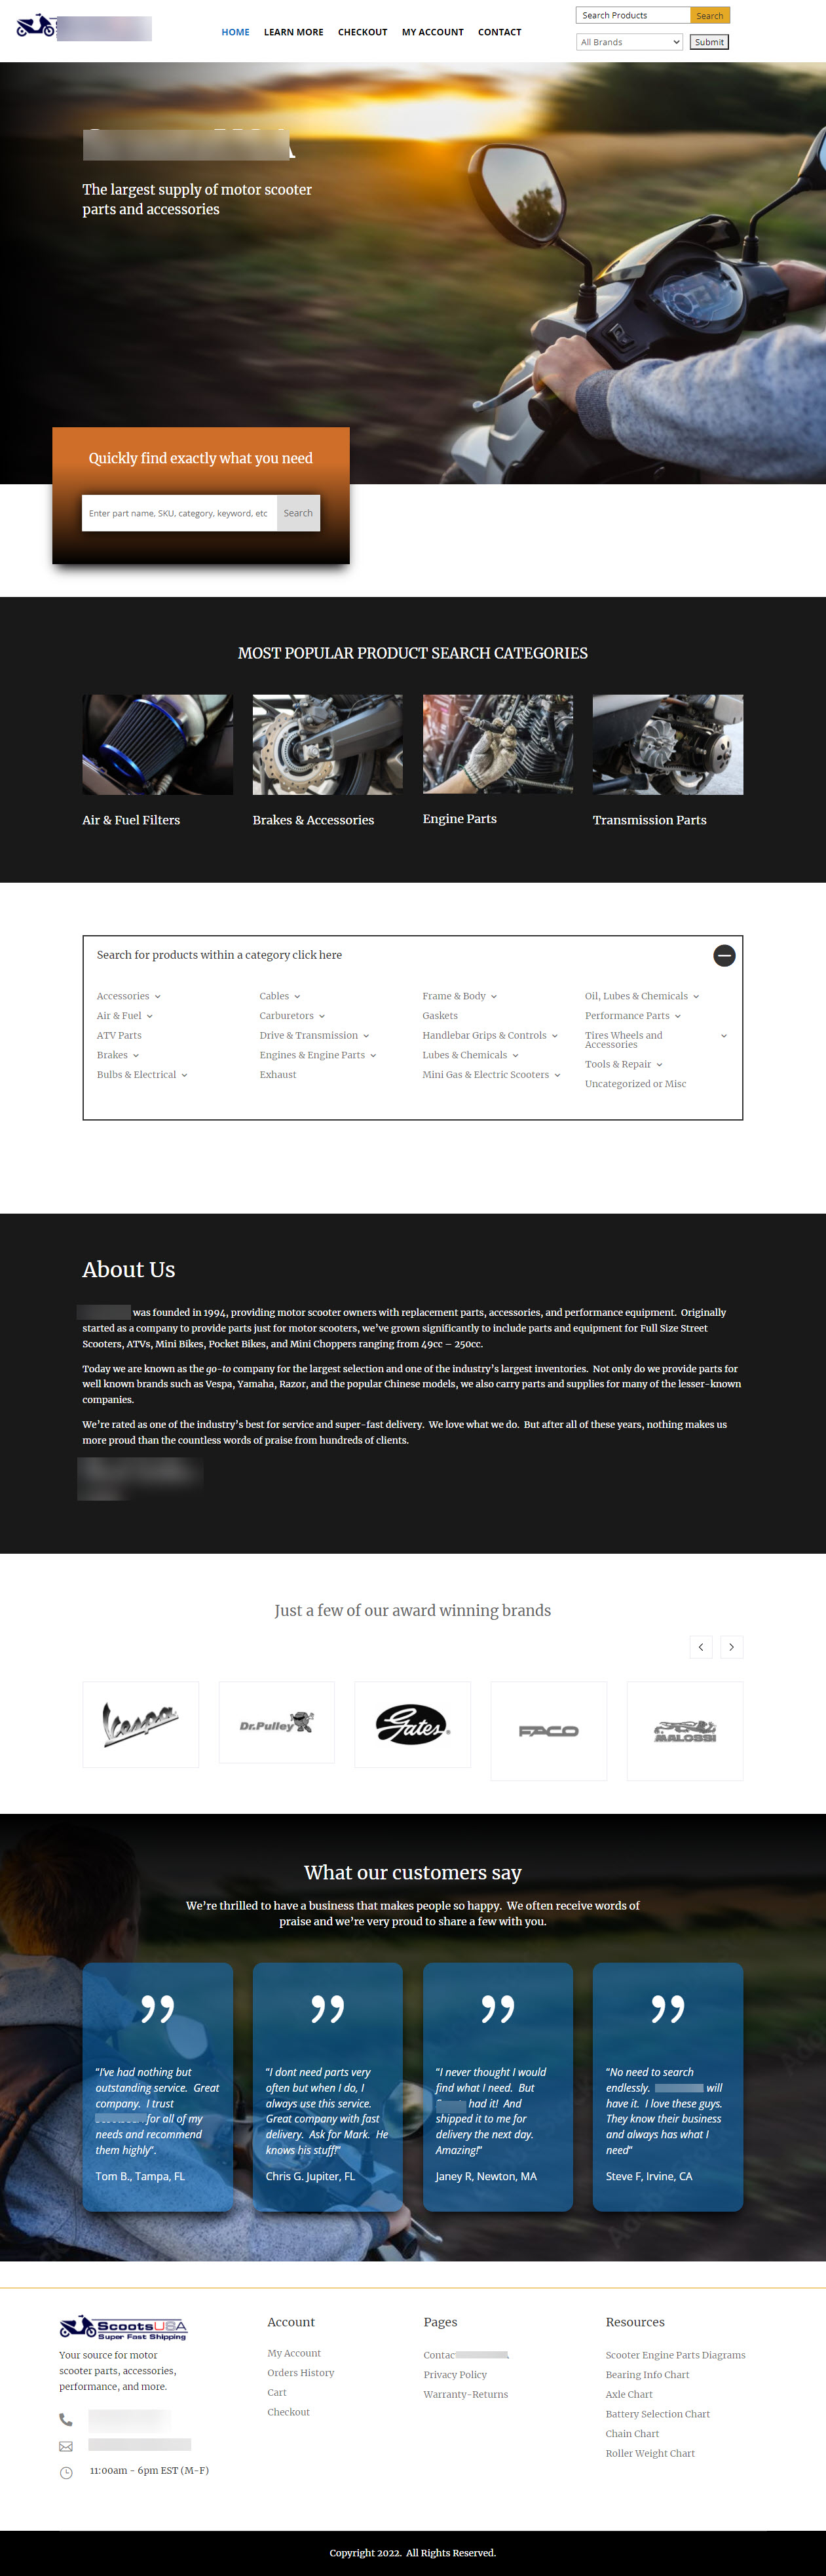 HOME LEARN MORE CHECKOUT MY ACCOUNT CONTACT
Search Products Search
All Brands Submit
The largest supply of motor scooter
parts and accessories
Quickly find exactly what you need
Enter part name, SKU, category, keyword, etc Search
MOST POPULAR PRODUCT SEARCH CATEGORIES
Air & Fuel Filters
Brakes & Accessories
Engine Parts
Transmission Parts
Search for products within a category click here
Accessories
Air & Fuel
ATV Parts
Brakes
Bulbs & Electrical
Cables
Carburetors
Drive & Transmission
Engines & Engine Parts
Exhaust
Frame & Body
Gaskets
Handlebar Grips & Controls
Lubes & Chemicals
Mini Gas & Electric Scooters
Oil, Lubes & Chemicals
Performance Parts
Tires Wheels and
Accessories
Tools & Repair
Uncategorized or Misc
About Us
was founded in 1994, providing motor scooter owners with replacement parts, accessories, and performance equipment. Originally
started as a company to provide parts just for motor scooters, we've grown significantly to include parts and equipment for Full Size Street
Scooters, ATVs, Mini Bikes, Pocket Bikes, and Mini Choppers ranging from 49cc – 250cc.
Today we are known as the go-to company for the largest selection and one of the industry's largest inventories. Not only do we provide parts for
well known brands such as Vespa, Yamaha, Razor, and the popular Chinese models, we also carry parts and supplies for many of the lesser-known
companies.
We're rated as one of the industry's best for service and super-fast delivery. We love what we do. But after all of these years, nothing makes us
more proud than the countless words of praise from hundreds of clients.
Just a few of our award winning brands
Vespa
Dr.Pulley
Gates
FACO
MALOSSI
What our customers say
We're thrilled to have a business that makes people so happy. We often receive words of
praise and we're very proud to share a few with you.
"I've had nothing but
outstanding service. Great
company. I trust
for all of my
needs and recommend
them highly".
Tom B., Tampa, FL
"I dont need parts very
often but when I do, I
always use this service.
Great company with fast
delivery. Ask for Mark. He
knows his stuff!"
Chris G. Jupiter, FL
"I never thought I would
find what I need. But
had it! And
shipped it to me for
delivery the next day.
Amazing!"
Janey R, Newton, MA
"No need to search
endlessly. will
have it. I love these guys.
They know their business
and always has what I
need"
Steve F, Irvine, CA
ScootsUSA
Super Fast Shipping
Your source for motor
scooter parts, accessories,
performance, and more.
11:00am - 6pm EST (M-F)
Account
My Account
Orders History
Cart
Checkout
Pages
Contac
Privacy Policy
Warranty-Returns
Resources
Scooter Engine Parts Diagrams
Bearing Info Chart
Axle Chart
Battery Selection Chart
Chain Chart
Roller Weight Chart
Copyright 2022. All Rights Reserved.